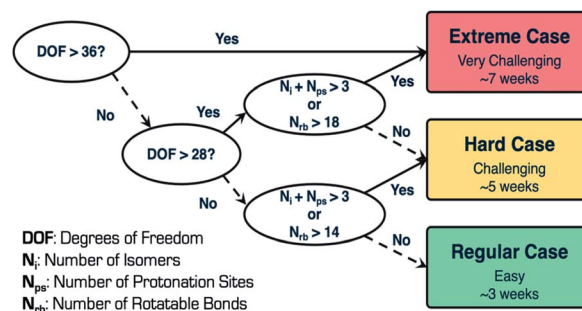 DOF > 36?
Yes
Extreme Case
Very Challenging
~7 weeks
No
Yes
N_i + N_ps > 3
or
N_rb > 18
Yes
DOF > 28?
No
Hard Case
Challenging
~5 weeks
No
N_i + N_ps > 3
or
N_rb > 14
Yes
No
Regular Case
Easy
~3 weeks
DOF: Degrees of Freedom
N_i: Number of Isomers
N_ps: Number of Protonation Sites
N_rb: Number of Rotatable Bonds